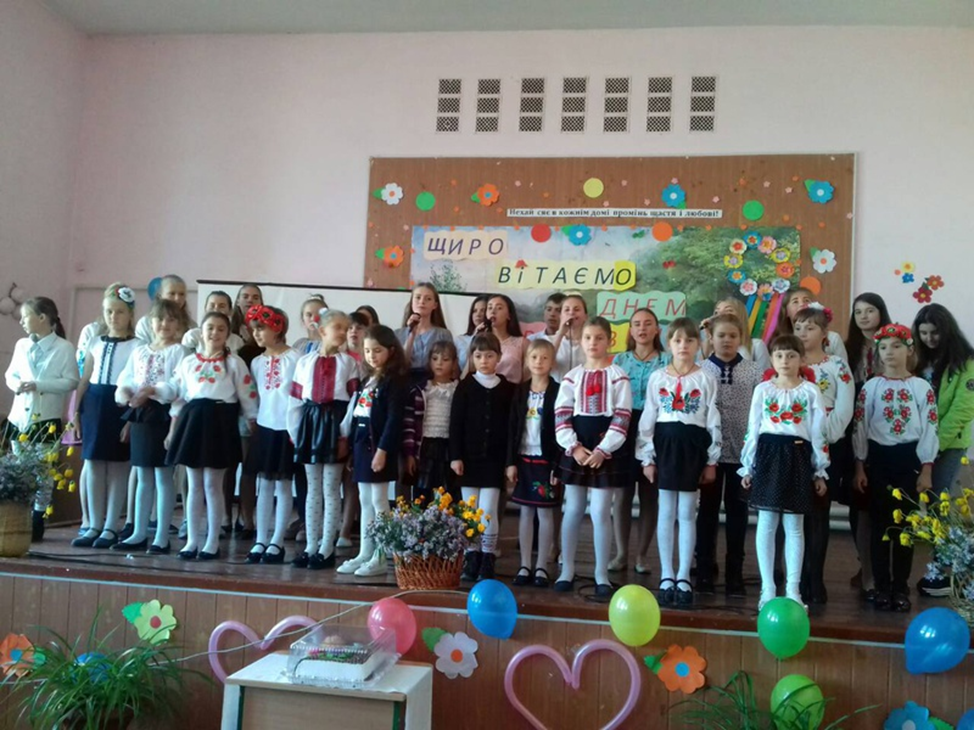 Нехай сяє в кожнім домі промінь щастя і любові!
ЩИРО
ВІТАЄМО
ДНЕМ